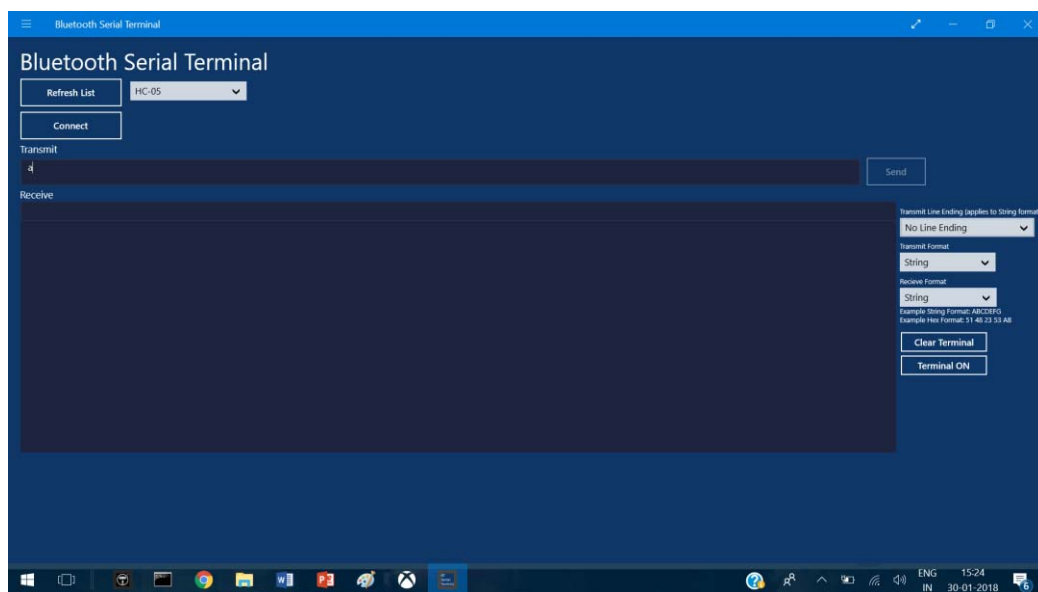 Bluetooth Serial Terminal
Bluetooth Serial Terminal
Refresh List
HC-05
Connect
Transmit
a
Send
Receive
Transmit Line Ending (applies to String format
No Line Ending
Transmit Format
String
Recieve Format
String
Example String Format: ABCDEFG
Example Hex Format: 51 48 23 53 AB
Clear Terminal
Terminal ON
ENG
IN
15:24
30-01-2018
6